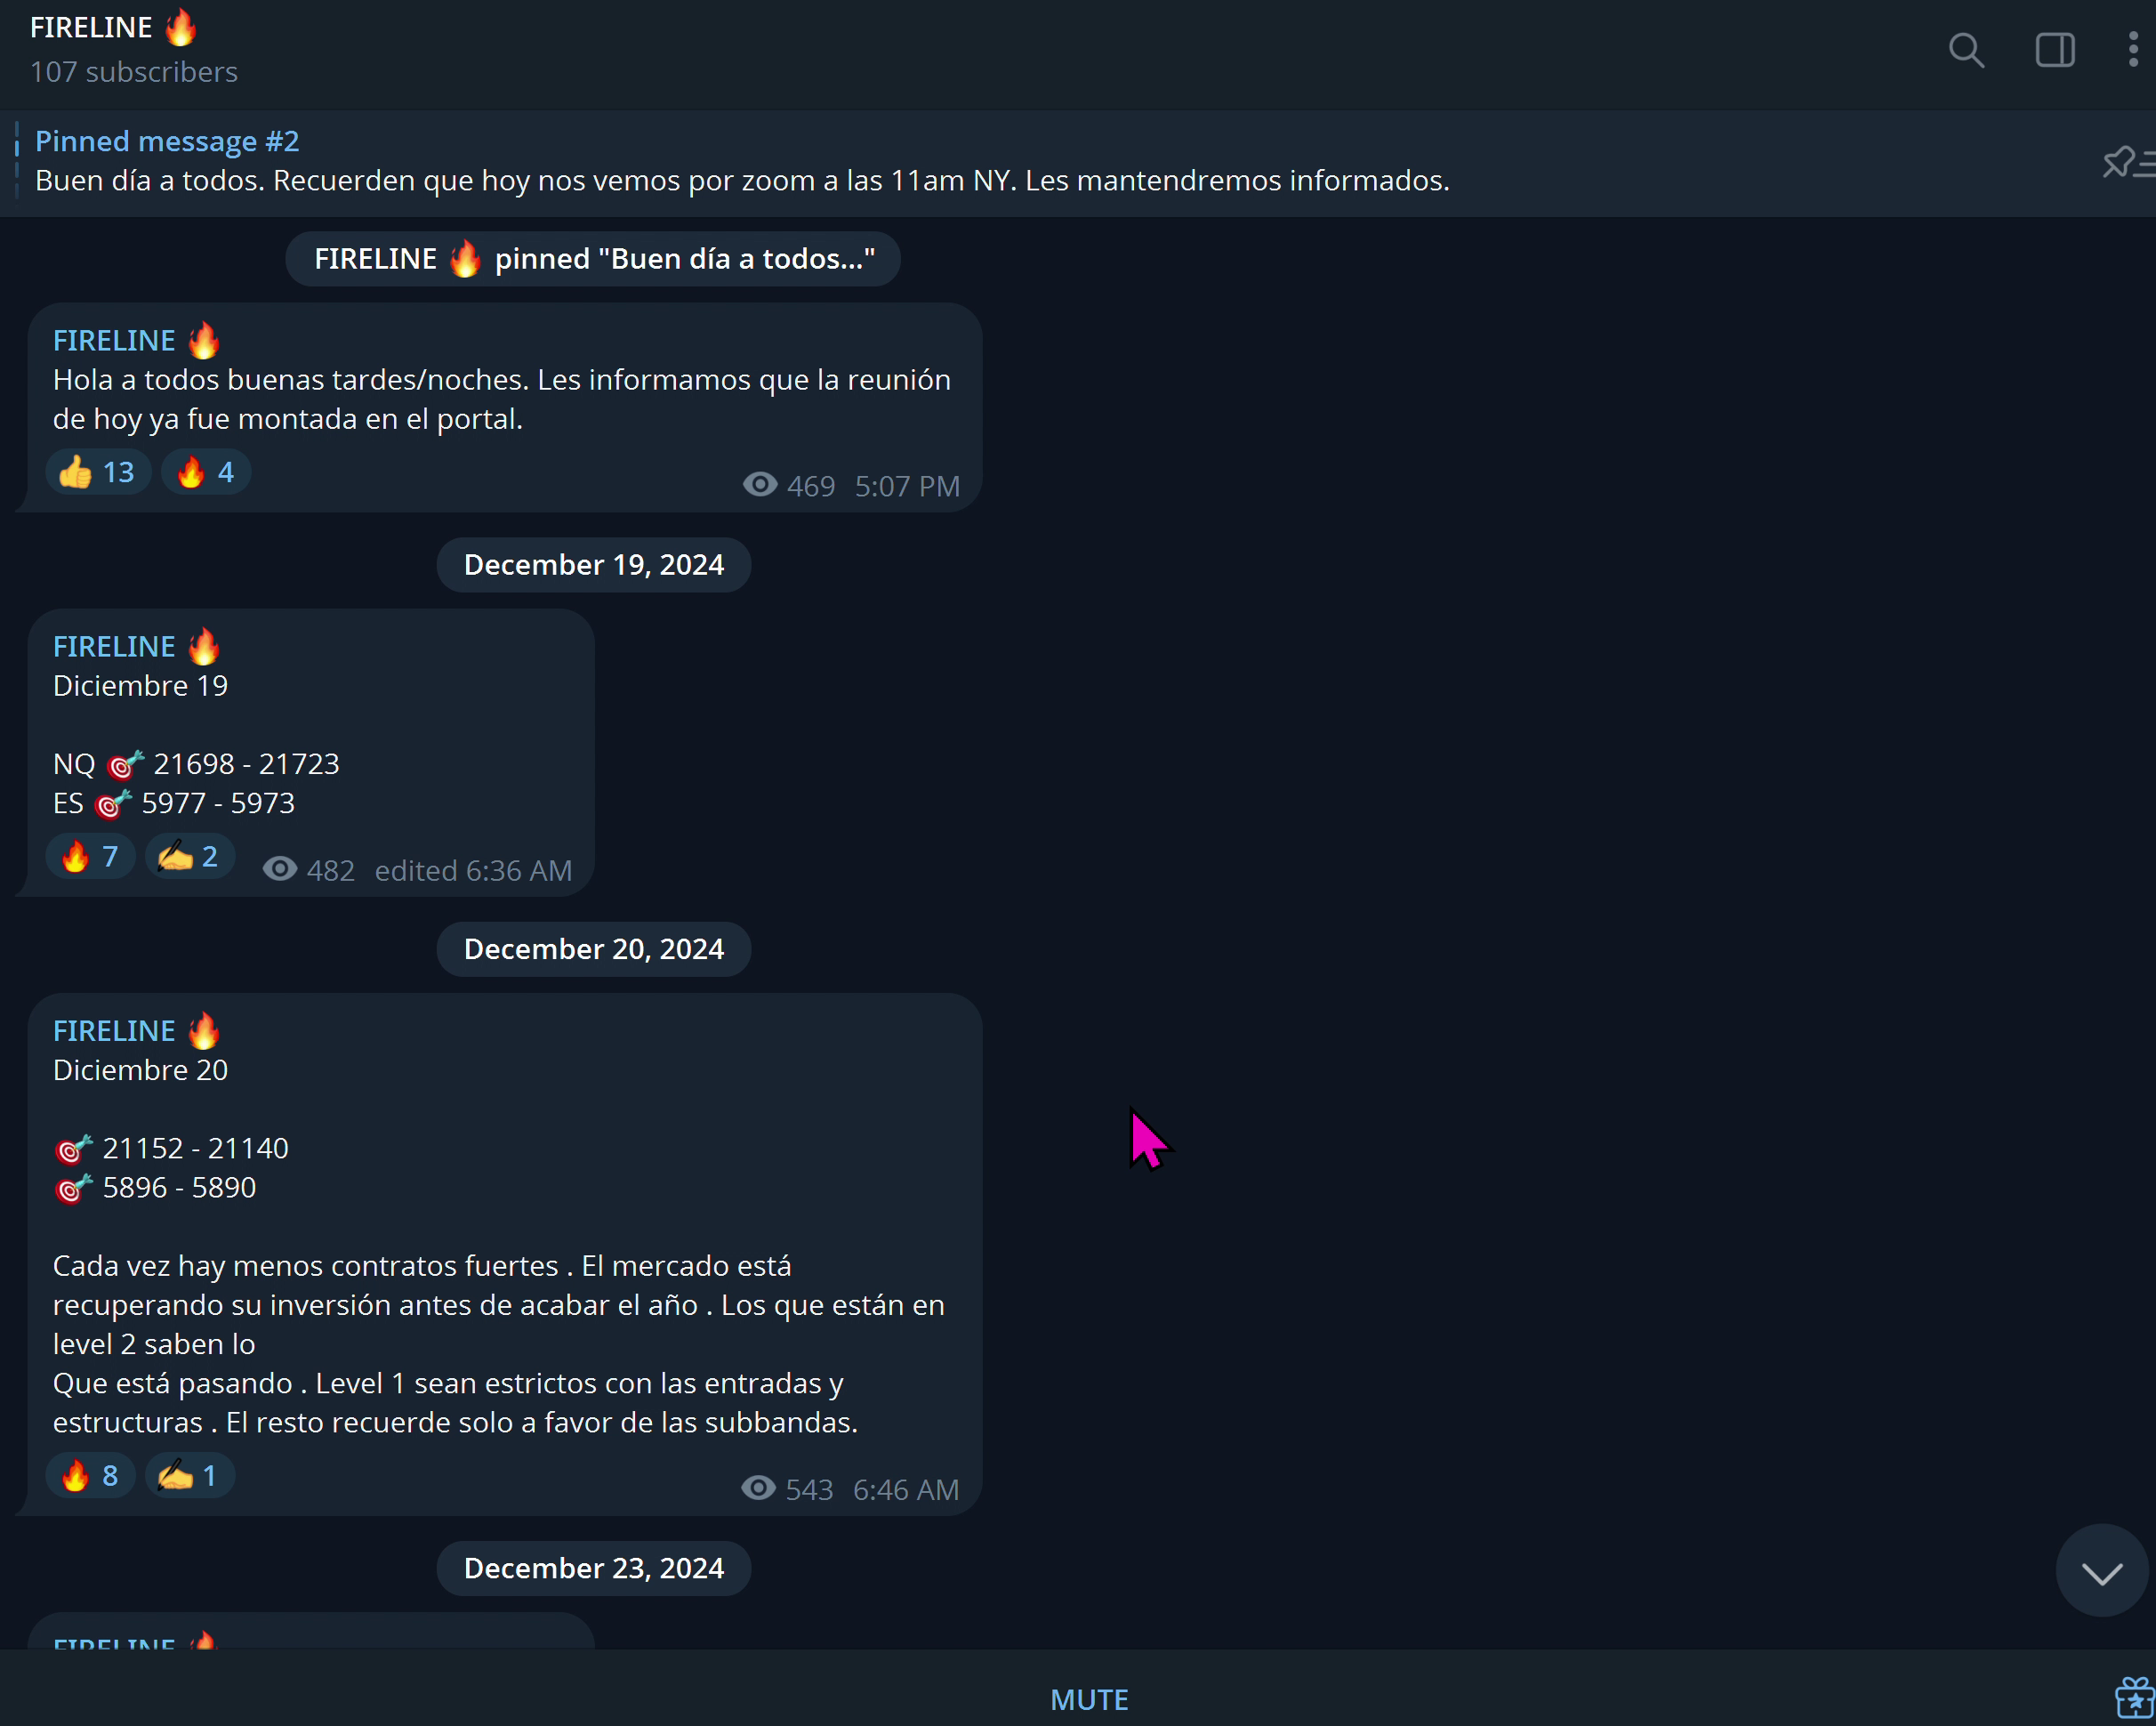 FIRELINE 🔥
107 subscribers
Pinned message #2
Buen día a todos. Recuerden que hoy nos vemos por zoom a las 11am NY. Les mantendremos informados.
FIRELINE 🔥 pinned "Buen día a todos..."
FIRELINE 🔥
Hola a todos buenas tardes/noches. Les informamos que la reunión
de hoy ya fue montada en el portal.
👍 13 🔥 4 469 5:07 PM
December 19, 2024
FIRELINE 🔥
Diciembre 19
NQ 🎯 21698 - 21723
ES 🎯 5977 - 5973
🔥 7 ✍️ 2 482 edited 6:36 AM
December 20, 2024
FIRELINE 🔥
Diciembre 20
🎯 21152 - 21140
🎯 5896 - 5890
Cada vez hay menos contratos fuertes . El mercado está
recuperando su inversión antes de acabar el año . Los que están en
level 2 saben lo
Que está pasando . Level 1 sean estrictos con las entradas y
estructuras . El resto recuerde solo a favor de las subbandas.
🔥 8 ✍️ 1 543 6:46 AM
December 23, 2024
FIRELINE 🔥
MUTE